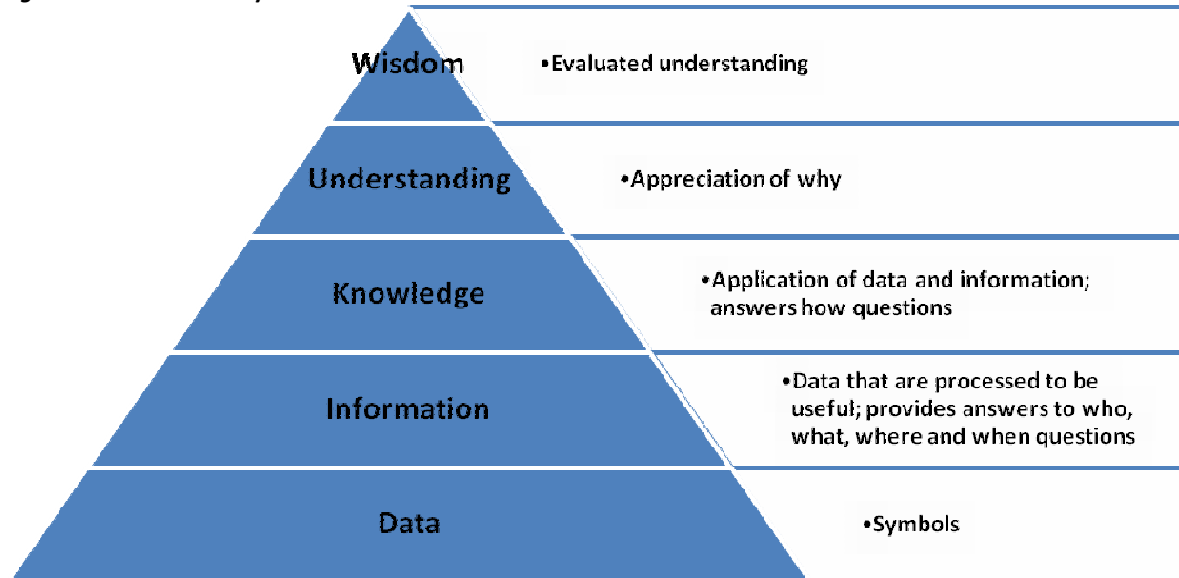 Wisdom
•Evaluated understanding
Understanding
•Appreciation of why
Knowledge
•Application of data and information;
answers how questions
Information
•Data that are processed to be
useful; provides answers to who,
what, where and when questions
Data
•Symbols